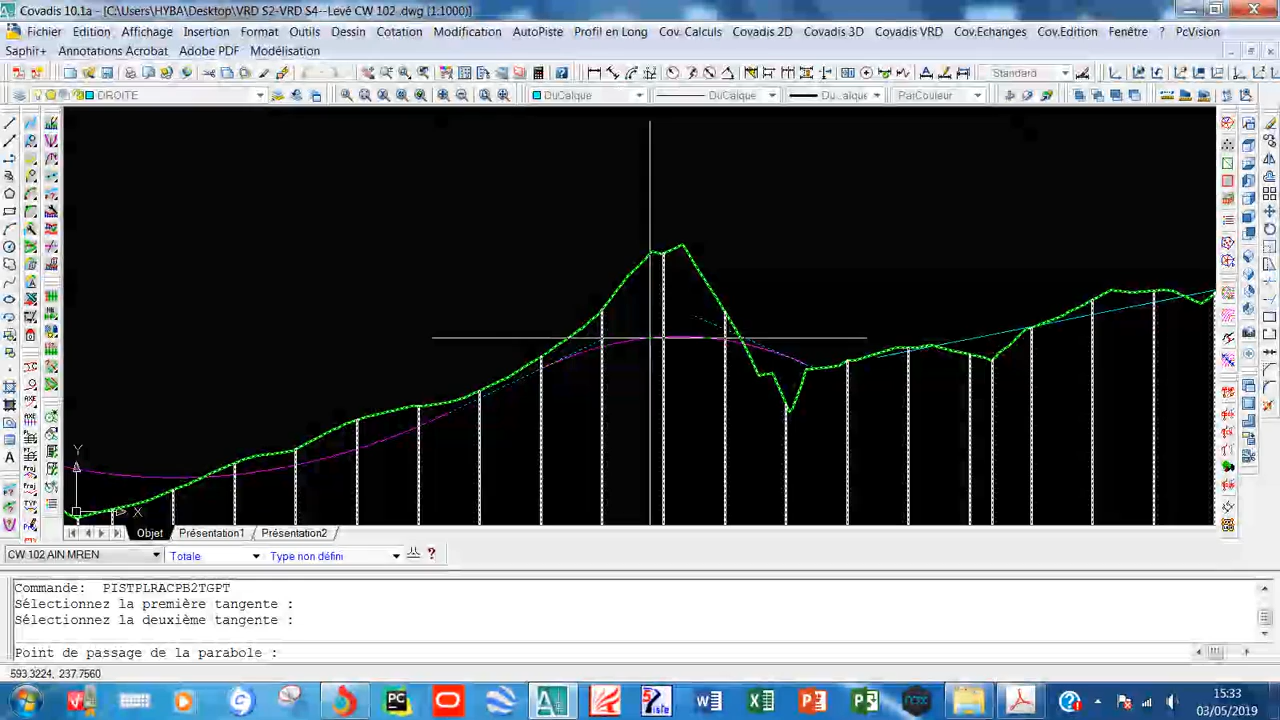 Covadis 10.1a - [C:\Users\HYBA\Desktop\VRD S2-VRD S4--Levé CW 102 .dwg (1:1000)]
Fichier Edition Affichage Insertion Format Outils Dessin Cotation Modification AutoPiste Profil en Long Cov. Calculs Covadis 2D Covadis 3D Covadis VRD Cov.Echanges Cov.Edition Fenêtre ? PcVision
Saphir+ Annotations Acrobat Adobe PDF Modélisation
Standard
DROITE DuCalque DuCalque Du...alque ParCouleur
Y
X
Objet Présentation1 Présentation2
CW 102 AIN MREN Totale Type non défini
Commande: PISTPLRACPB2TGPT
Sélectionnez la première tangente :
Sélectionnez la deuxième tangente :
Point de passage de la parabole :
593.3224, 237.7560
15:33
03/05/2019